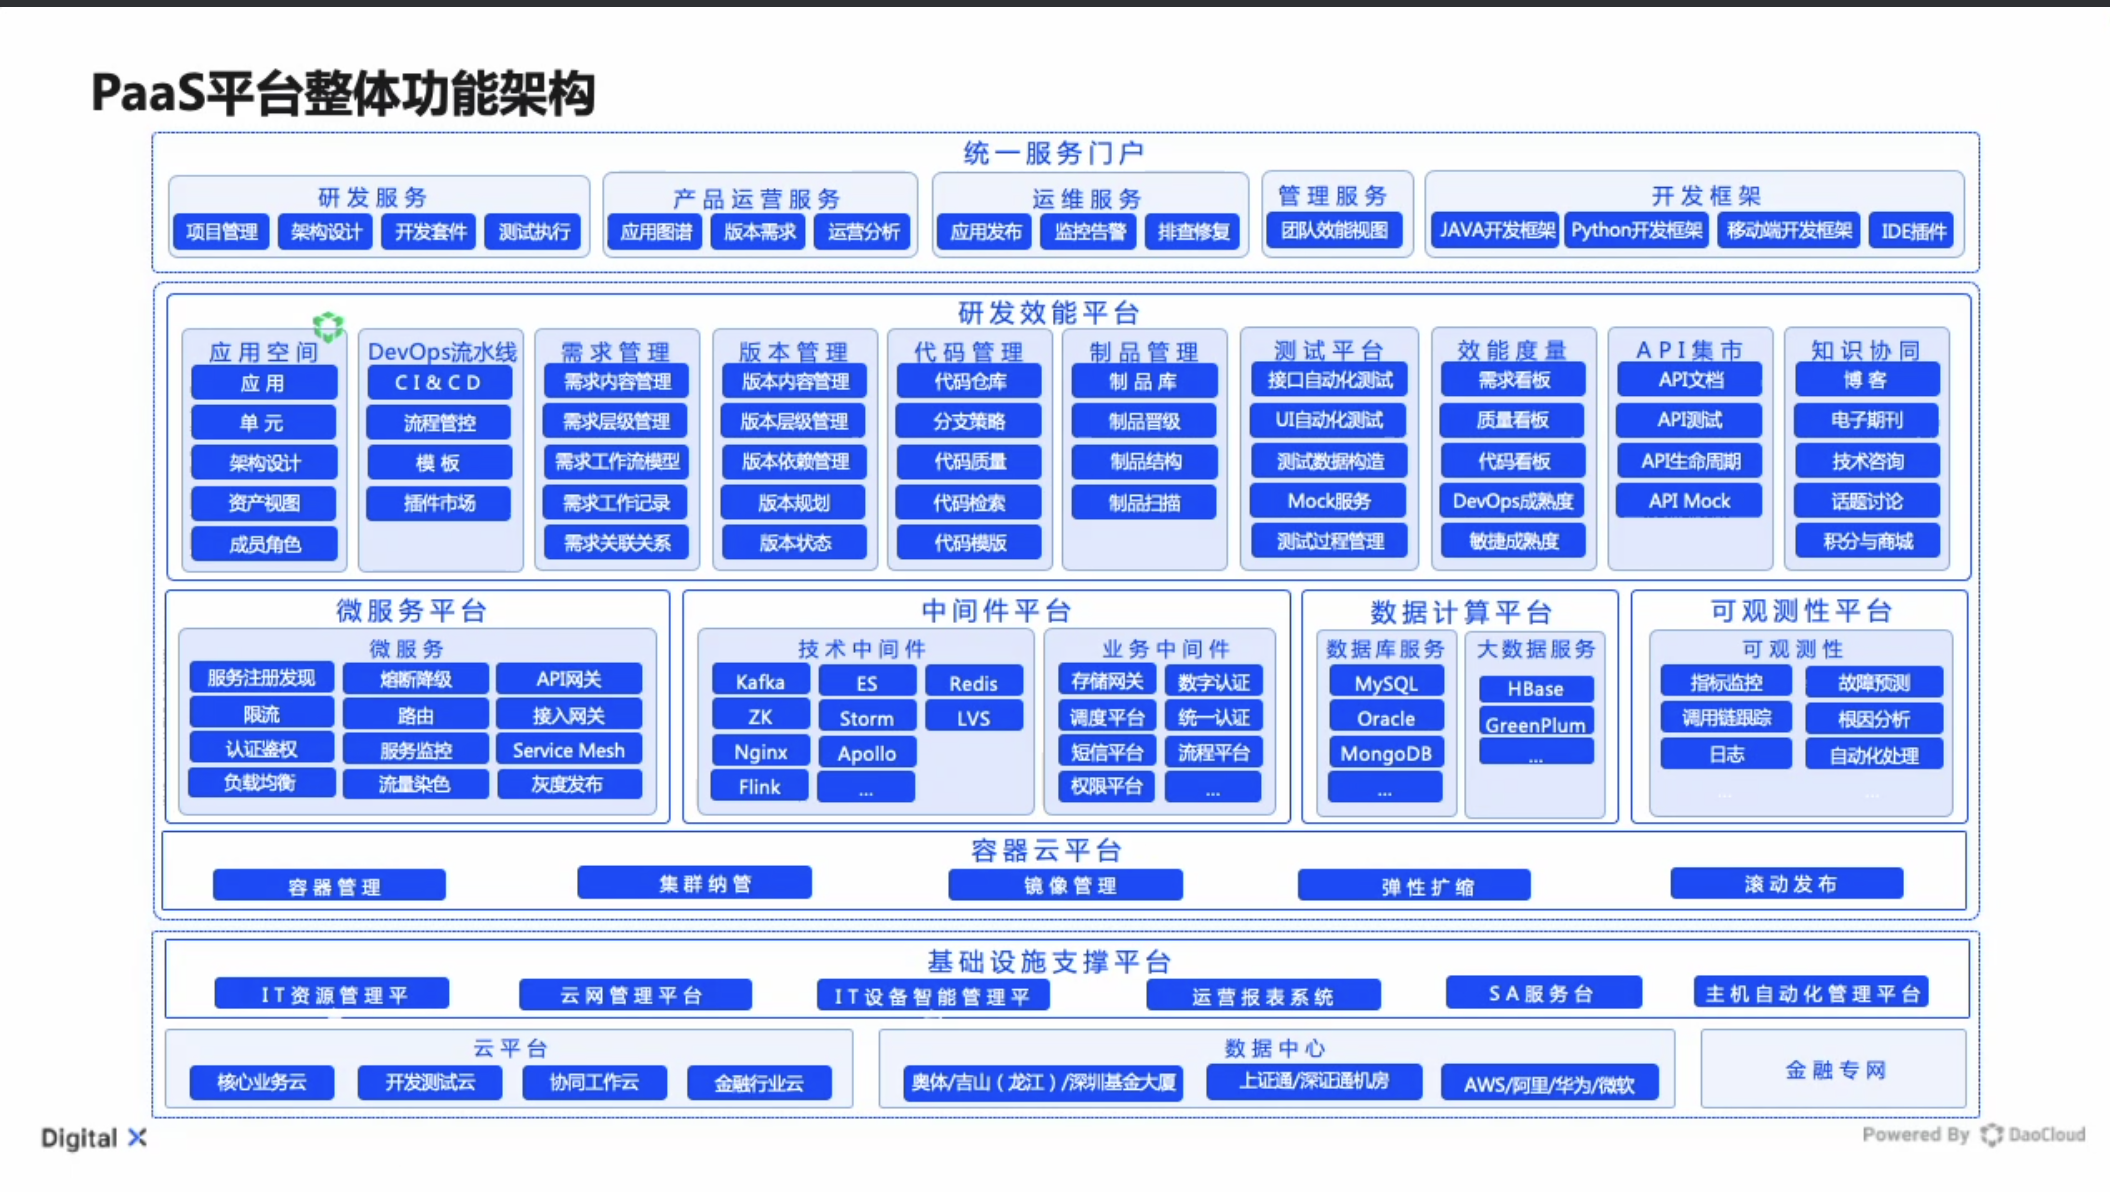 PaaS平台整体功能架构
统一服务门户
研发服务
项目管理 架构设计 开发套件 测试执行
产品运营服务
应用图谱 版本需求 运营分析
运维服务
应用发布 监控告警 排查修复
管理服务
团队效能视图
开发框架
JAVA开发框架 Python开发框架 移动端开发框架 IDE插件
研发效能平台
应用空间
应用
单元
架构设计
资产视图
成员角色
DevOps流水线
CI&CD
流程管控
模板
插件市场
需求管理
需求内容管理
需求层级管理
需求工作流模型
需求工作记录
需求关联关系
版本管理
版本内容管理
版本层级管理
版本依赖管理
版本规划
版本状态
代码管理
代码仓库
分支策略
代码质量
代码检索
代码模版
制品管理
制品库
制品晋级
制品结构
制品扫描
测试平台
接口自动化测试
UI自动化测试
测试数据构造
Mock服务
测试过程管理
效能度量
需求看板
质量看板
代码看板
DevOps成熟度
敏捷成熟度
API集市
API文档
API测试
API生命周期
API Mock
知识协同
博客
电子期刊
技术咨询
话题讨论
积分与商城
微服务平台
微服务
服务注册发现 熔断降级 API网关
限流 路由 接入网关
认证鉴权 服务监控 Service Mesh
负载均衡 流量染色 灰度发布
中间件平台
技术中间件
Kafka ES Redis
ZK Storm LVS
Nginx Apollo
Flink ...
业务中间件
存储网关 数字认证
调度平台 统一认证
短信平台 流程平台
权限平台 ...
数据计算平台
数据库服务
MySQL
Oracle
MongoDB
...
大数据服务
HBase
GreenPlum
...
可观测性平台
可观测性
指标监控 故障预测
调用链跟踪 根因分析
日志 自动化处理
... ...
容器云平台
容器管理 集群纳管 镜像管理 弹性扩缩 滚动发布
基础设施支撑平台
IT资源管理平 云网管理平台 IT设备智能管理平 运营报表系统 SA服务台 主机自动化管理平台
云平台
核心业务云 开发测试云 协同工作云 金融行业云
数据中心
奥体/吉山（龙江）/深圳基金大厦 上证通/深证通机房 AWS/阿里/华为/微软
金融专网
Digital X
Powered By DaoCloud